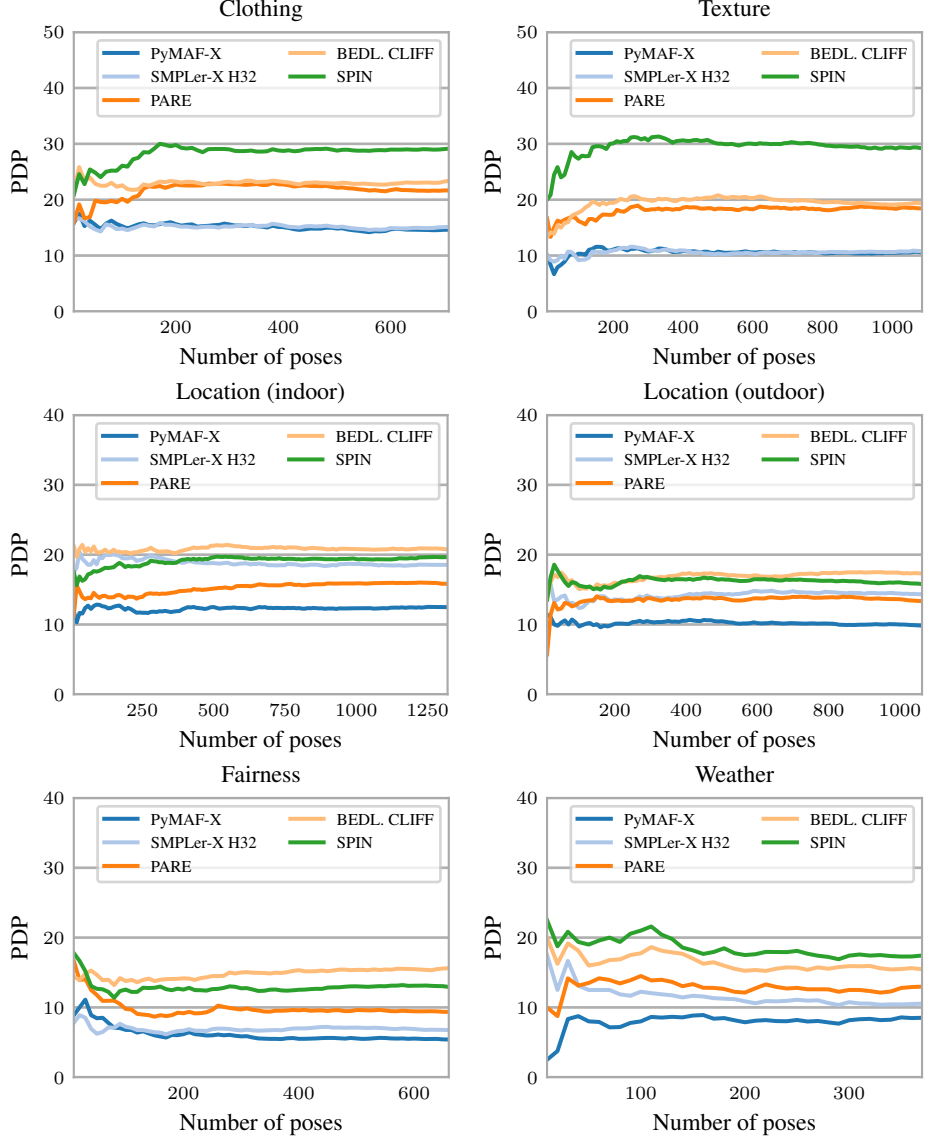 Clothing
50
40
30
20
10
0
PDP
PyMAF-X
SMPLer-X H32
PARE
BEDL. CLIFF
SPIN
200 400 600
Number of poses
Texture
50
40
30
20
10
0
PDP
PyMAF-X
SMPLer-X H32
PARE
BEDL. CLIFF
SPIN
200 400 600 800 1000
Number of poses
Location (indoor)
40
30
20
10
0
PDP
PyMAF-X
SMPLer-X H32
PARE
BEDL. CLIFF
SPIN
250 500 750 1000 1250
Number of poses
Location (outdoor)
40
30
20
10
0
PDP
PyMAF-X
SMPLer-X H32
PARE
BEDL. CLIFF
SPIN
200 400 600 800 1000
Number of poses
Fairness
40
30
20
10
0
PDP
PyMAF-X
SMPLer-X H32
PARE
BEDL. CLIFF
SPIN
200 400 600
Number of poses
Weather
40
30
20
10
0
PDP
PyMAF-X
SMPLer-X H32
PARE
BEDL. CLIFF
SPIN
100 200 300
Number of poses